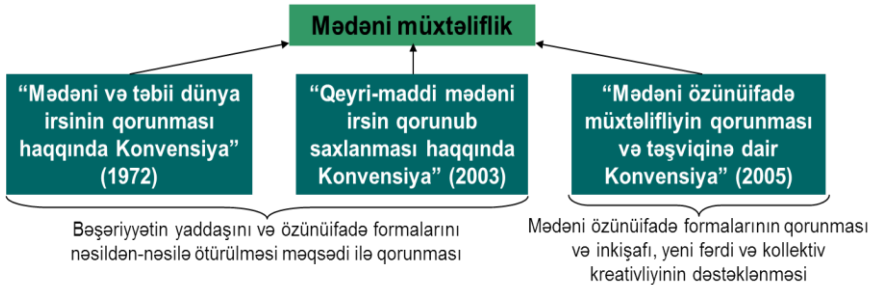 Mədəni müxtəliflik
“Mədəni və təbii dünya
irsinin qorunması
haqqında Konvensiya”
(1972)
“Qeyri-maddi mədəni
irsin qorunub
saxlanması haqqında
Konvensiya” (2003)
“Mədəni özünüifadə
müxtəlifliyin qorunması
və təşviqinə dair
Konvensiya” (2005)
Bəşəriyyətin yaddaşını və özünüifadə formalarını
nəsildən-nəsilə ötürülməsi məqsədi ilə qorunması
Mədəni özünüifadə formalarının qorunması
və inkişafı, yeni fərdi və kollektiv
kreativliyinin dəstəklənməsi